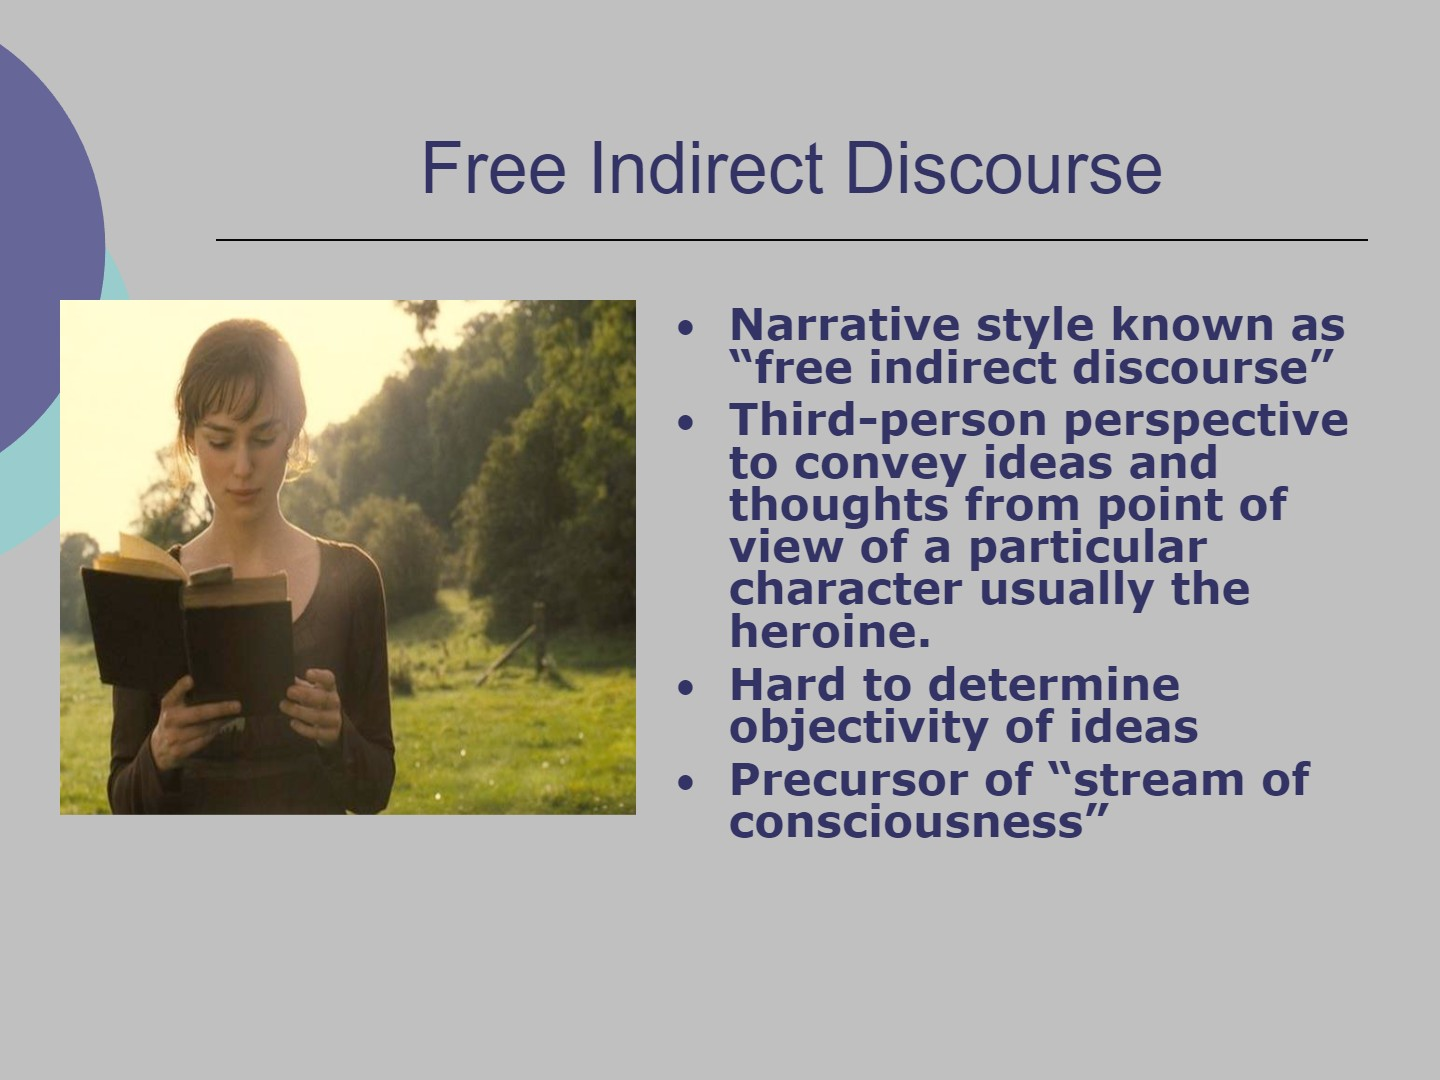 Free Indirect Discourse
• Narrative style known as
“free indirect discourse”
• Third-person perspective
to convey ideas and
thoughts from point of
view of a particular
character usually the
heroine.
• Hard to determine
objectivity of ideas
• Precursor of “stream of
consciousness”